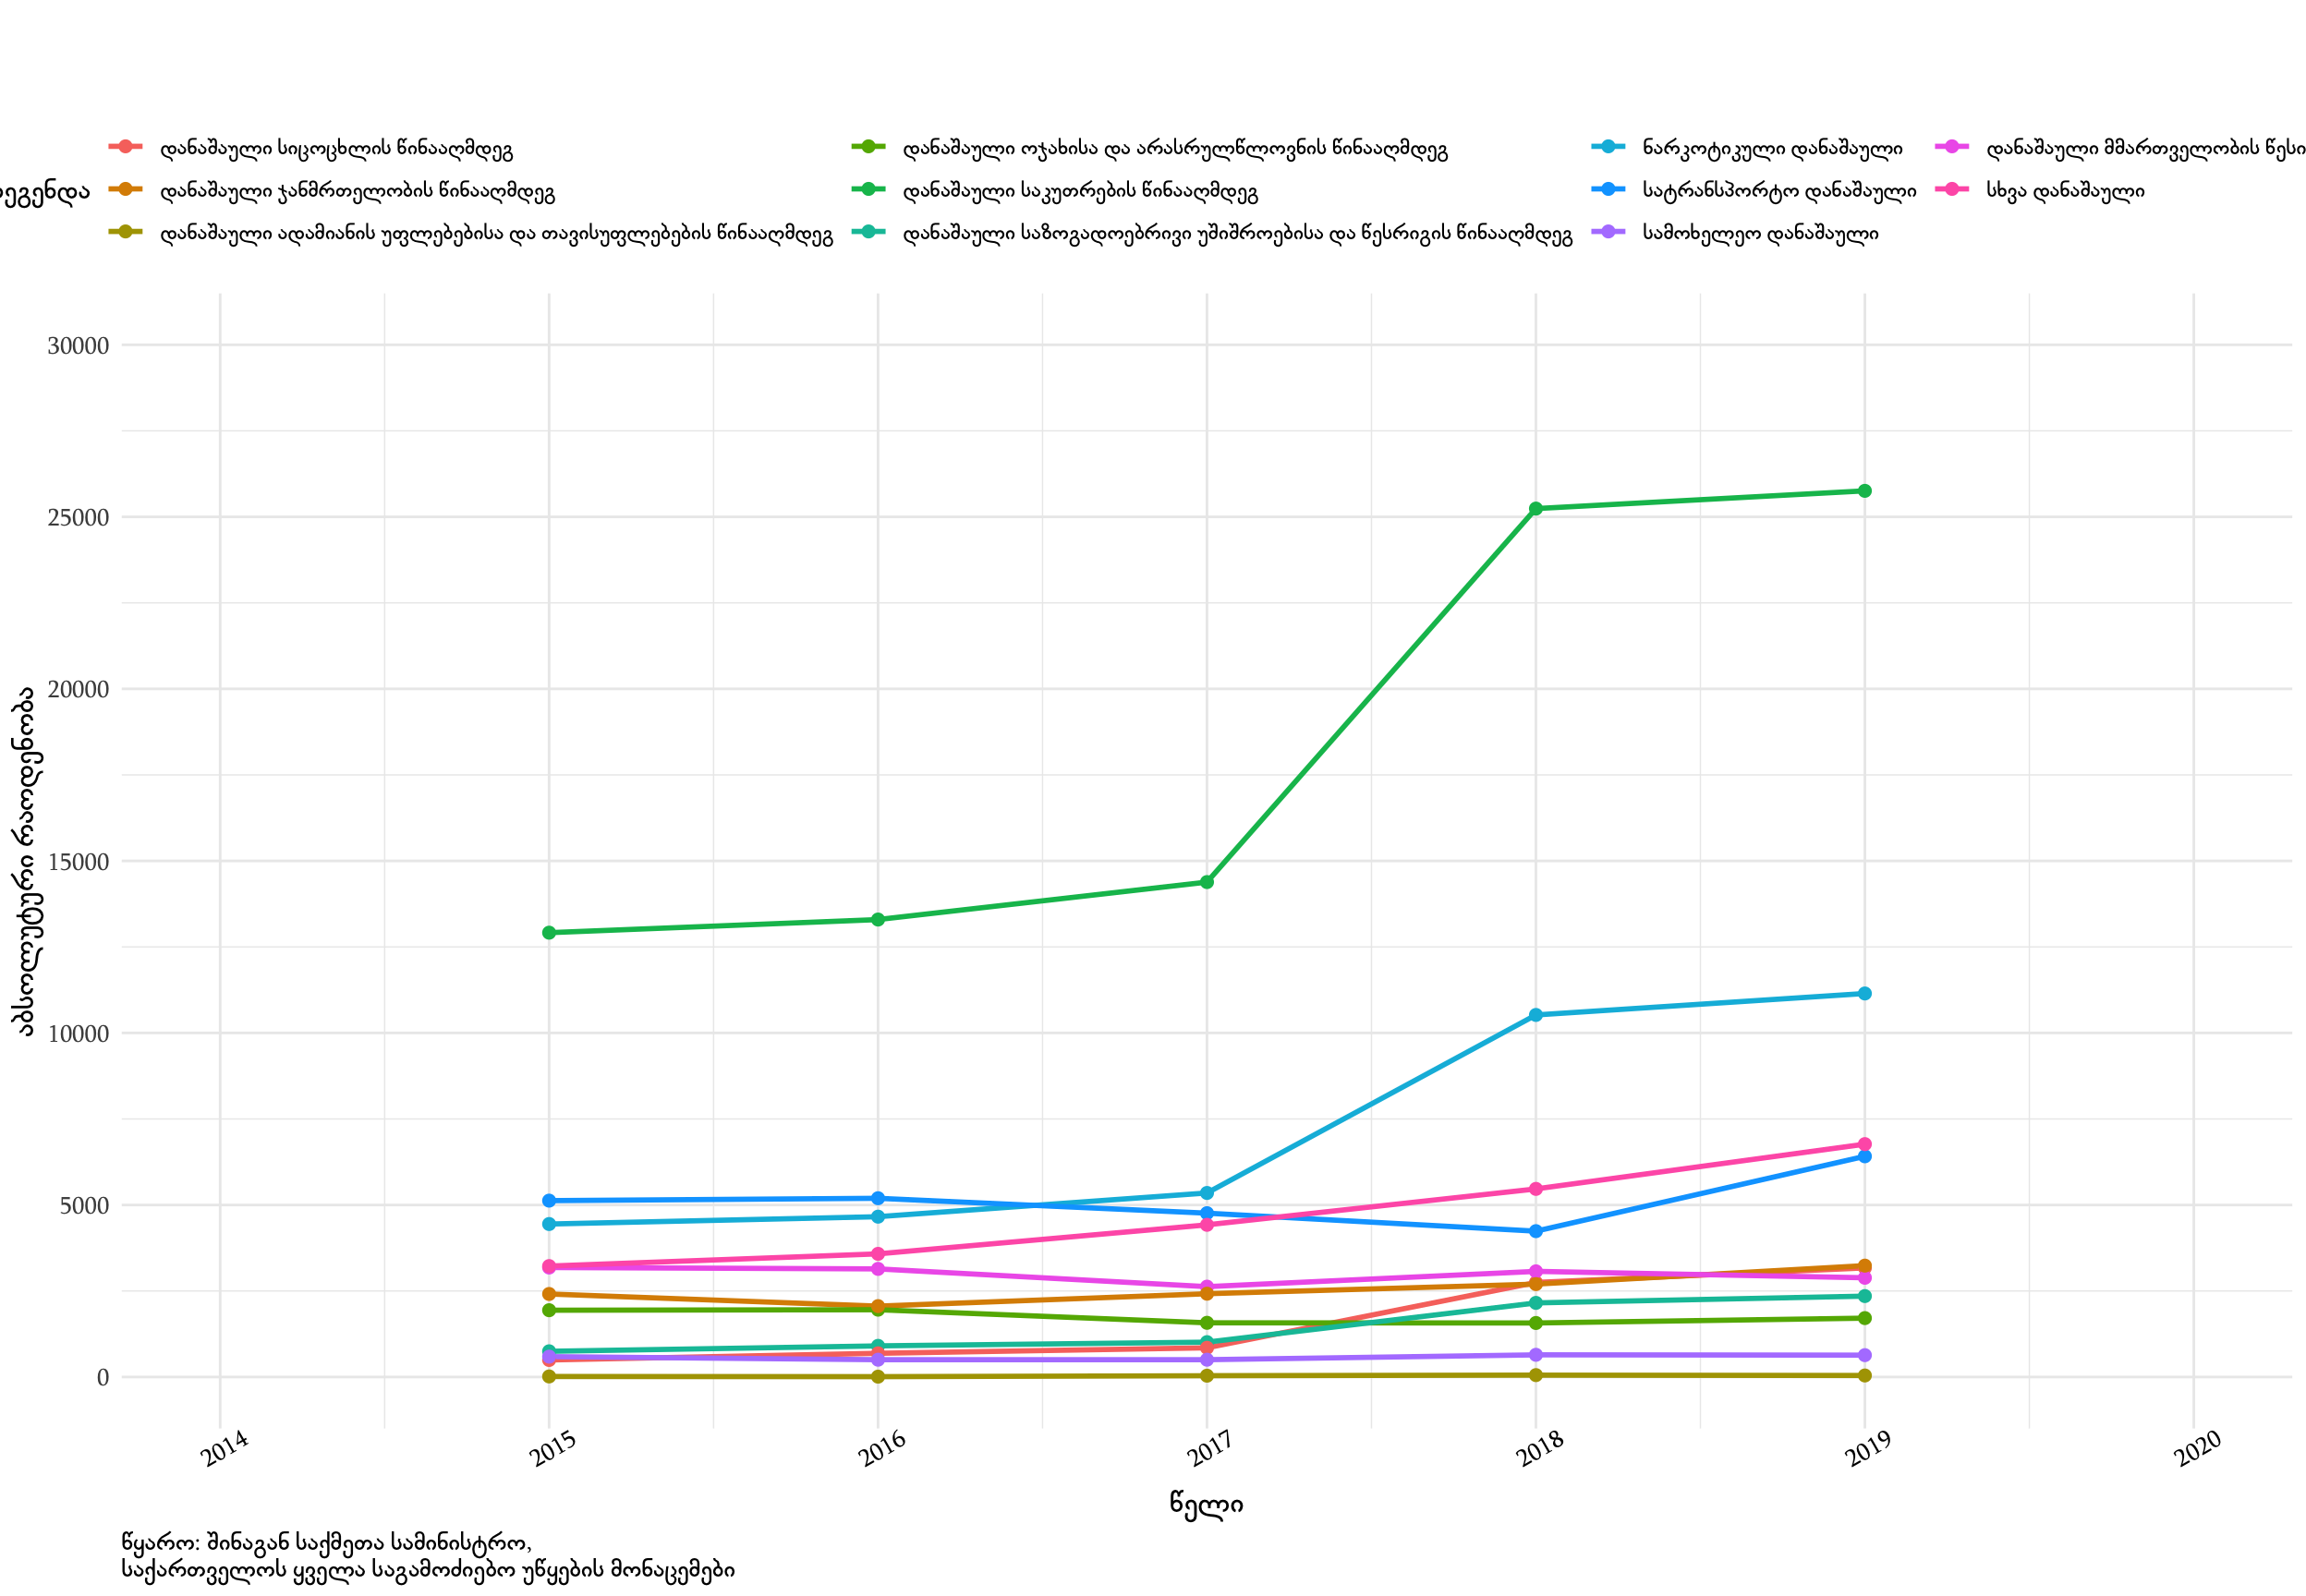 დანაშაული სიცოცხლის წინააღმდეგ
დანაშაული ოჯახისა და არასრულწლოვნის წინააღმდეგ
ნარკოტიკული დანაშაული
დანაშაული მმართველობის წესი
დანაშაული ჯანმრთელობის წინააღმდეგ
დანაშაული საკუთრების წინააღმდეგ
სატრანსპორტო დანაშაული
სხვა დანაშაული
დანაშაული ადამიანის უფლებებისა და თავისუფლებების წინააღმდეგ
დანაშაული საზოგადოებრივი უშიშროებისა და წესრიგის წინააღმდეგ
სამოხელეო დანაშაული
30000
25000
20000
15000
10000
5000
0
აბსოლუტური რაოდენობა
2014
2015
2016
2017
2018
2019
2020
წელი
წყარო: შინაგან საქმეთა სამინისტრო,
საქართველოს ყველა საგამოძიებო უწყების მონაცემები